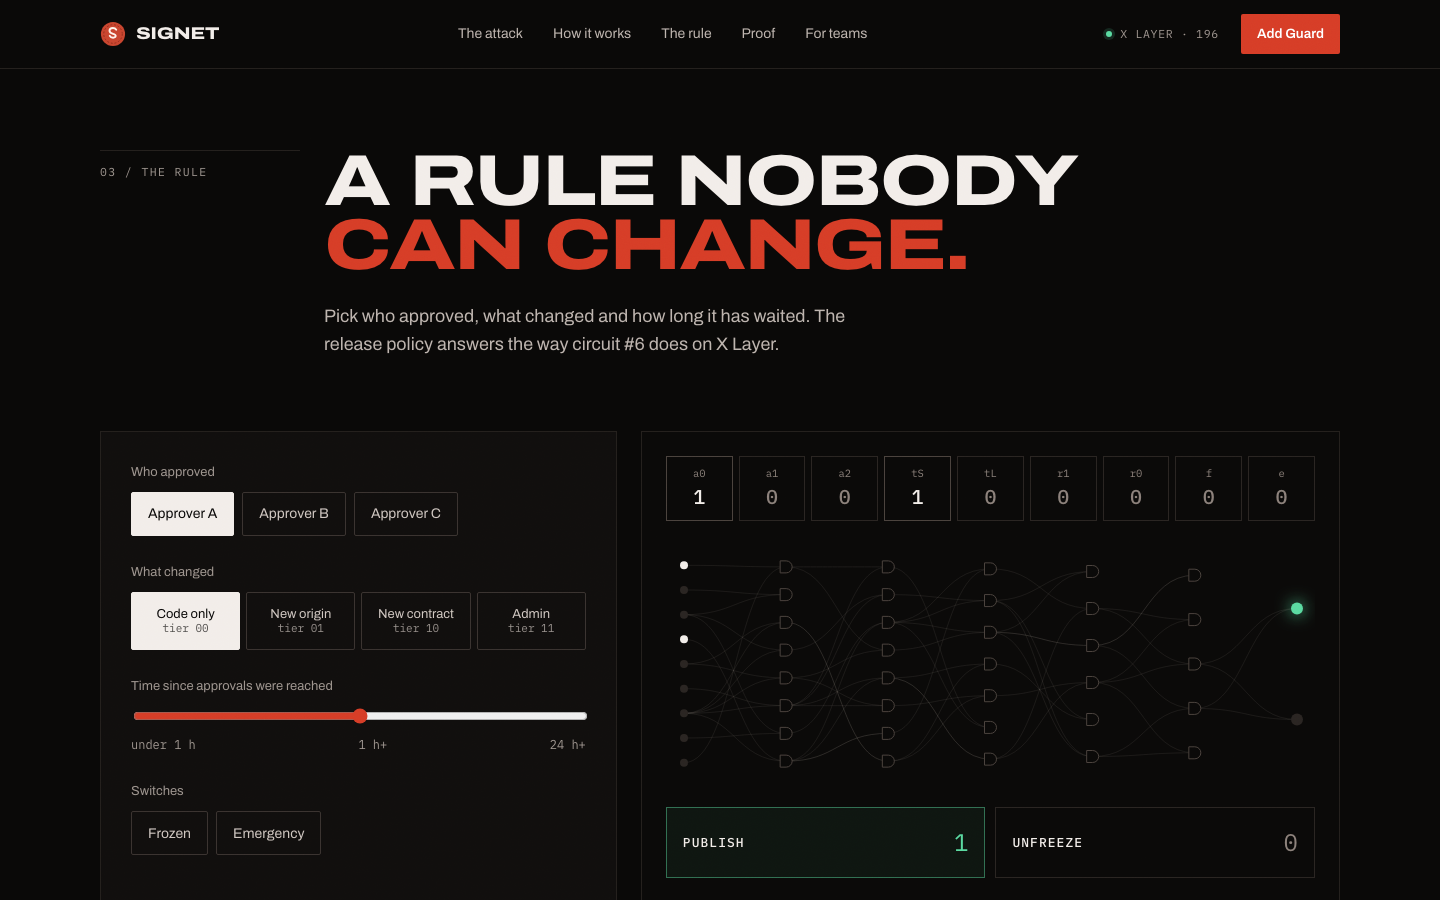 S SIGNET
The attack
How it works
The rule
Proof
For teams
X LAYER · 196
Add Guard
03 / THE RULE
A RULE NOBODY
CAN CHANGE.
Pick who approved, what changed and how long it has waited. The
release policy answers the way circuit #6 does on X Layer.
Who approved
Approver A
Approver B
Approver C
What changed
Code only
tier 00
New origin
tier 01
New contract
tier 10
Admin
tier 11
Time since approvals were reached
under 1 h
1 h+
24 h+
Switches
Frozen
Emergency
a0
1
a1
0
a2
0
tS
1
tL
0
r1
0
r0
0
f
0
e
0
PUBLISH 1
UNFREEZE 0